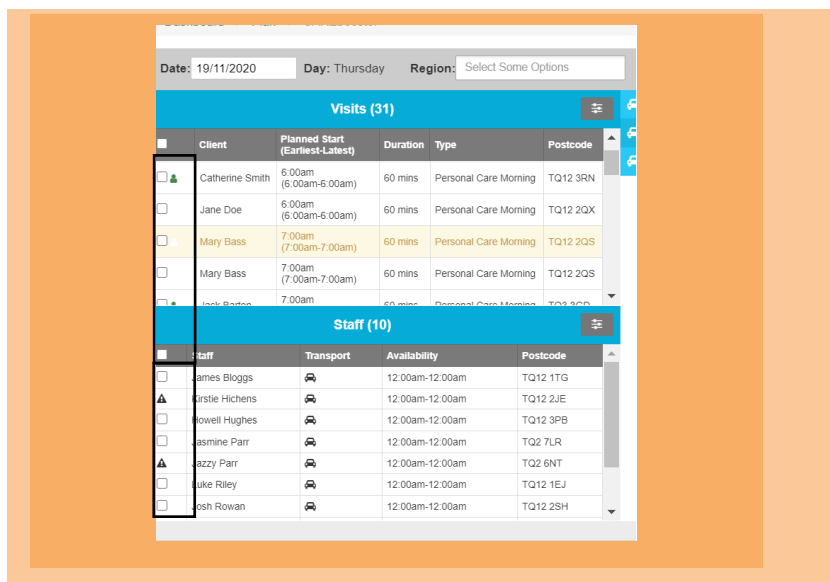 Date: 19/11/2020 Day: Thursday Region: Select Some Options
Visits (31)
Client Planned Start (Earliest-Latest) Duration Type Postcode
Catherine Smith 6:00am (6:00am-6:00am) 60 mins Personal Care Morning TQ12 3RN
Jane Doe 6:00am (6:00am-6:00am) 60 mins Personal Care Morning TQ12 2QX
Mary Bass 7:00am (7:00am-7:00am) 60 mins Personal Care Morning TQ12 2QS
Mary Bass 7:00am (7:00am-7:00am) 60 mins Personal Care Morning TQ12 2QS
Jack Barton 7:00am 60 mins Personal Care Morning
Staff (10)
Staff Transport Availability Postcode
James Bloggs 12:00am-12:00am TQ12 1TG
Kirstie Hichens 12:00am-12:00am TQ12 2JE
Howell Hughes 12:00am-12:00am TQ12 3PB
Jasmine Parr 12:00am-12:00am TQ2 7LR
Jazzy Parr 12:00am-12:00am TQ2 6NT
Luke Riley 12:00am-12:00am TQ12 1EJ
Josh Rowan 12:00am-12:00am TQ12 2SH